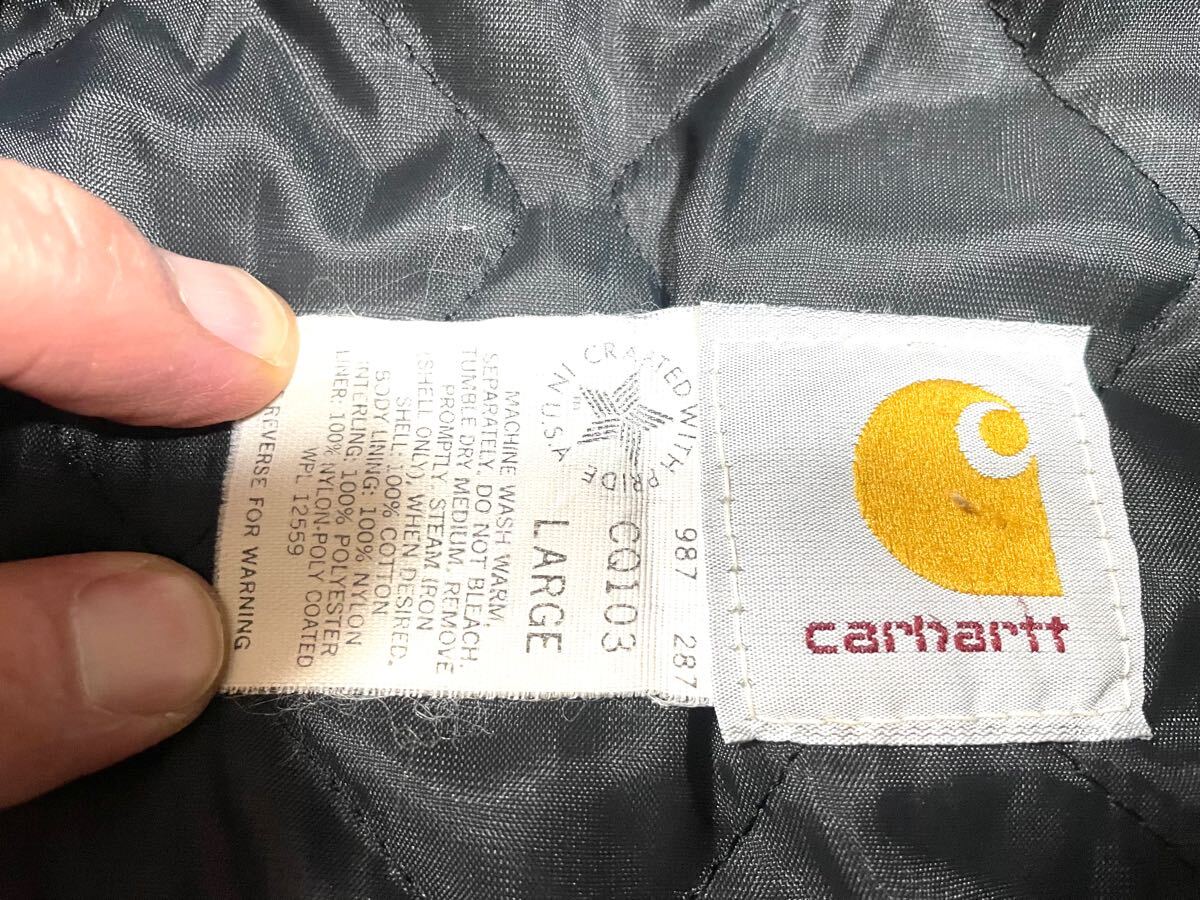 987 287
CRAFTED WITH
PRIDE
IN U.S.A
CQ103
LARGE
MACHINE WASH WARM,
SEPARATELY. DO NOT BLEACH.
TUMBLE DRY MEDIUM, REMOVE
PROMPTLY. STEAM IRON
(SHELL ONLY), WHEN DESIRED.
SHELL: 100% COTTON
BODY LINING: 100% NYLON
INTERLING: 100% POLYESTER
LINER: 100% NYLON-POLY COATED
WPL 12559
REVERSE FOR WARNING
carhartt